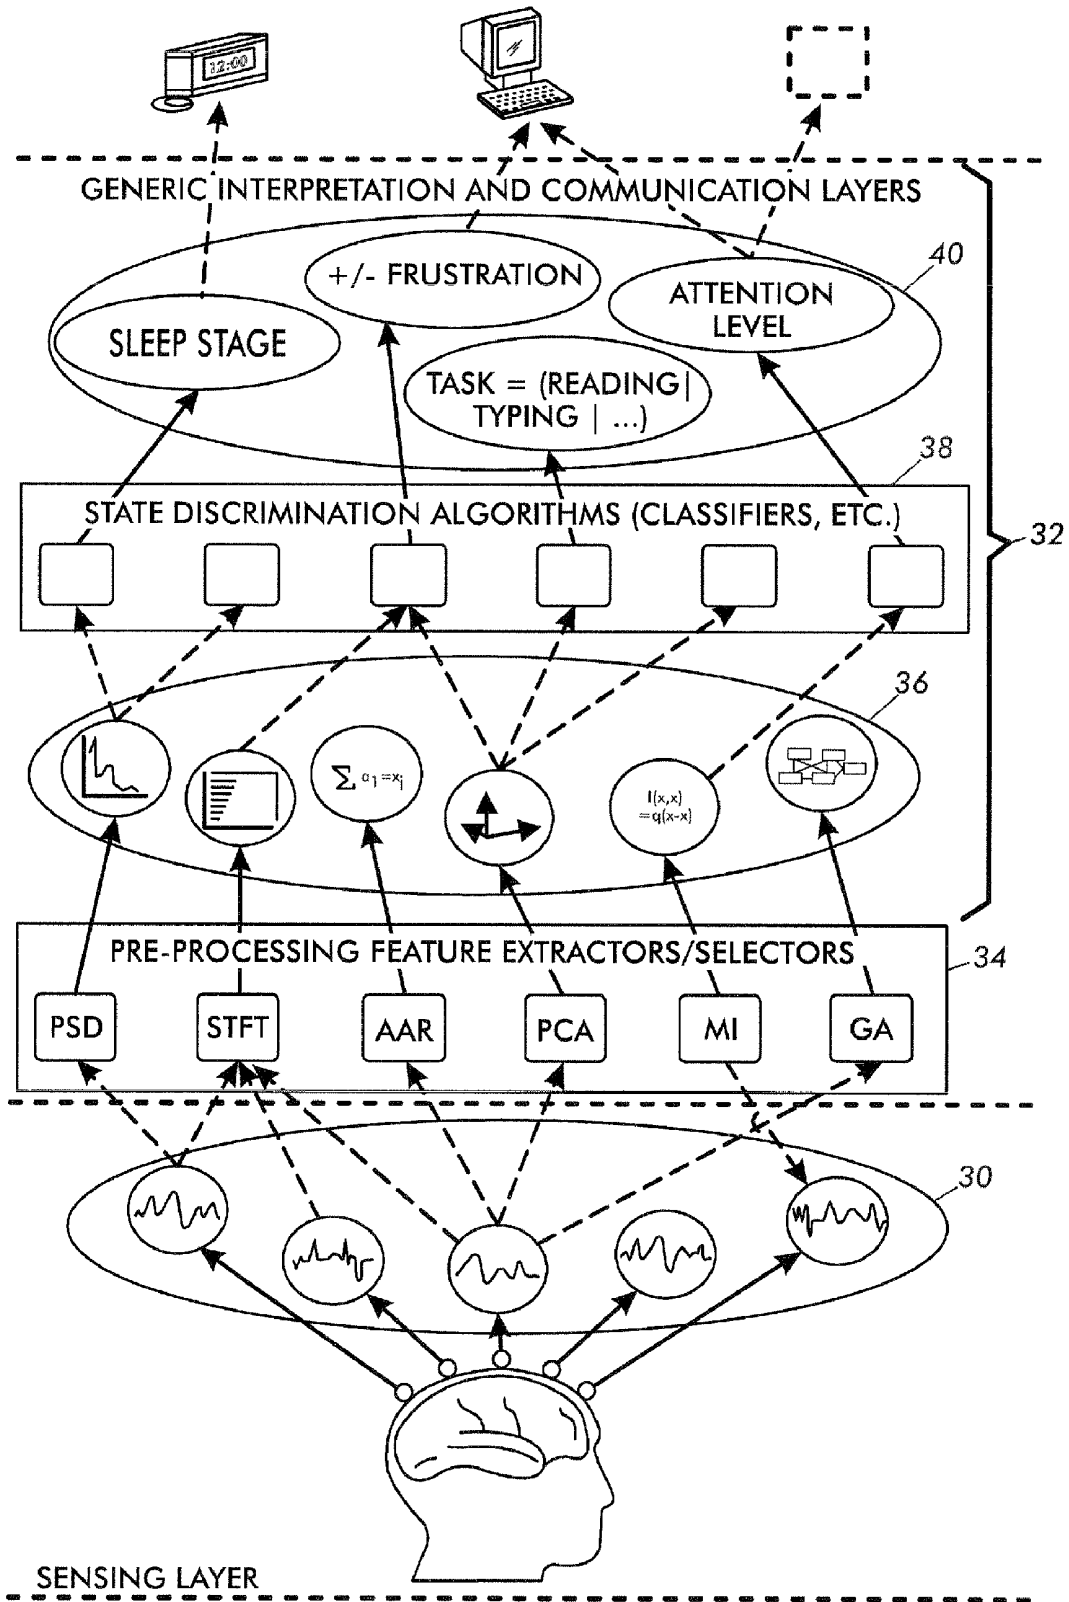 12:00
GENERIC INTERPRETATION AND COMMUNICATION LAYERS
40
+/- FRUSTRATION
ATTENTION
LEVEL
SLEEP STAGE
TASK = (READING|
TYPING | ...)
38
STATE DISCRIMINATION ALGORITHMS (CLASSIFIERS, ETC.)
32
36
∑ a₁=xⱼ
I(x,x)
=q(x-x)
PRE-PROCESSING FEATURE EXTRACTORS/SELECTORS
34
PSD STFT AAR PCA MI GA
30
SENSING LAYER